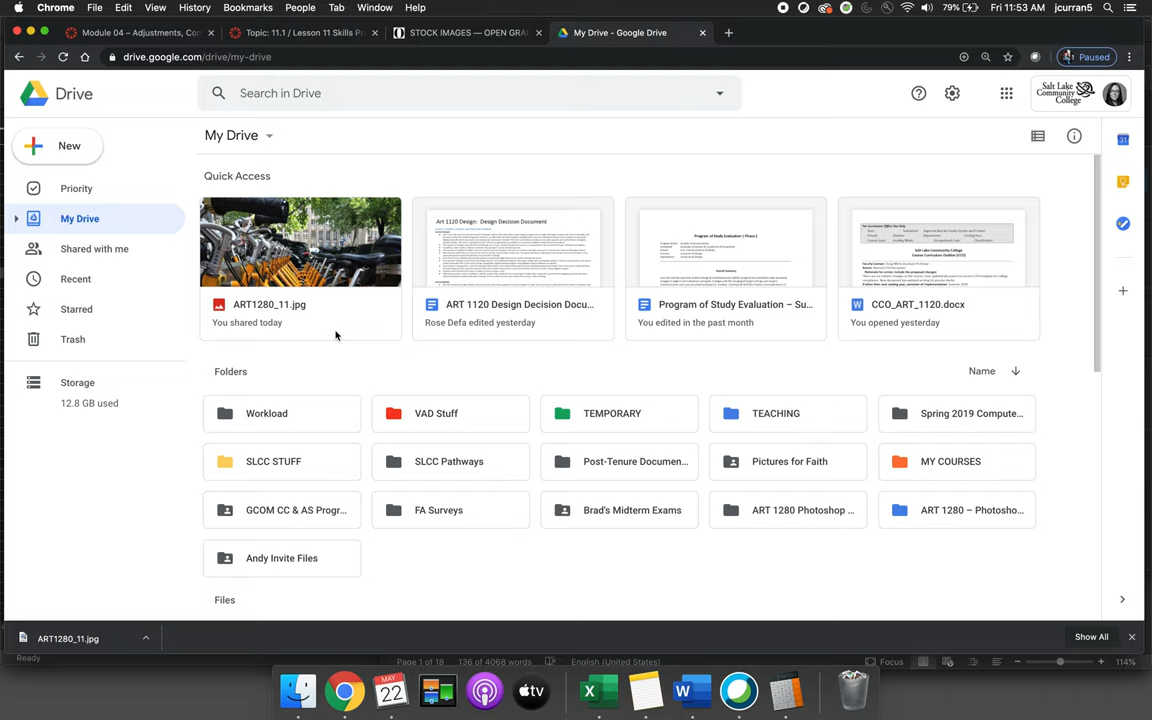 Chrome File Edit View History Bookmarks People Tab Window Help 79% Fri 11:53 AM jcurran5
Module 04 – Adjustments, Co Topic: 11.1 / Lesson 11 Skills Pr STOCK IMAGES — OPEN GRA My Drive - Google Drive
drive.google.com/drive/my-drive Paused
Drive Search in Drive Salt Lake Community College
New My Drive
Priority
My Drive
Shared with me
Recent
Starred
Trash
Storage
12.8 GB used
Quick Access
Art 1120 Design: Design Decision Document
Program of Study Evaluation | Phase 2
Salt Lake Community College
Course Curriculum Outline (CCO)
ART1280_11.jpg ART 1120 Design Decision Docu... Program of Study Evaluation – Su... CCO_ART_1120.docx
You shared today Rose Defa edited yesterday You edited in the past month You opened yesterday
Folders Name
Workload VAD Stuff TEMPORARY TEACHING Spring 2019 Compute...
SLCC STUFF SLCC Pathways Post-Tenure Documen... Pictures for Faith MY COURSES
GCOM CC & AS Progr... FA Surveys Brad's Midterm Exams ART 1280 Photoshop ... ART 1280 – Photosho...
Andy Invite Files
Files
31
ART1280_11.jpg Show All
Ready Page 1 of 18 136 of 4068 words English (United States) Focus 114%
MAY
22
tv